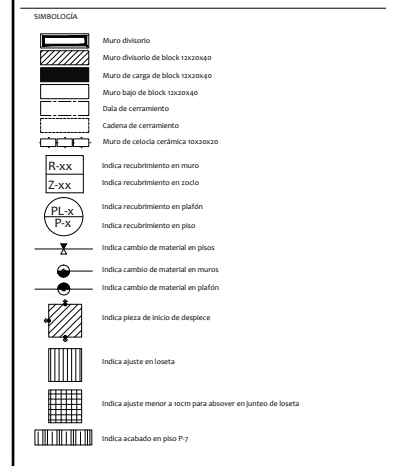 SIMBOLOGÍA
Muro divisorio
Muro divisorio de block 12x20x40
Muro de carga de block 12x20x40
Muro bajo de block 12x20x40
Dala de cerramiento
Cadena de cerramiento
Muro de celocia cerámica 10x20x20
R-xx Indica recubrimiento en muro
Z-xx Indica recubrimiento en zoclo
PL-x Indica recubrimiento en plafón
P-x Indica recubrimiento en piso
Indica cambio de material en pisos
Indica cambio de material en muros
Indica cambio de material en plafón
Indica pieza de inicio de despiece
Indica ajuste en loseta
Indica ajuste menor a 10cm para absover en junteo de loseta
Indica acabado en piso P-7